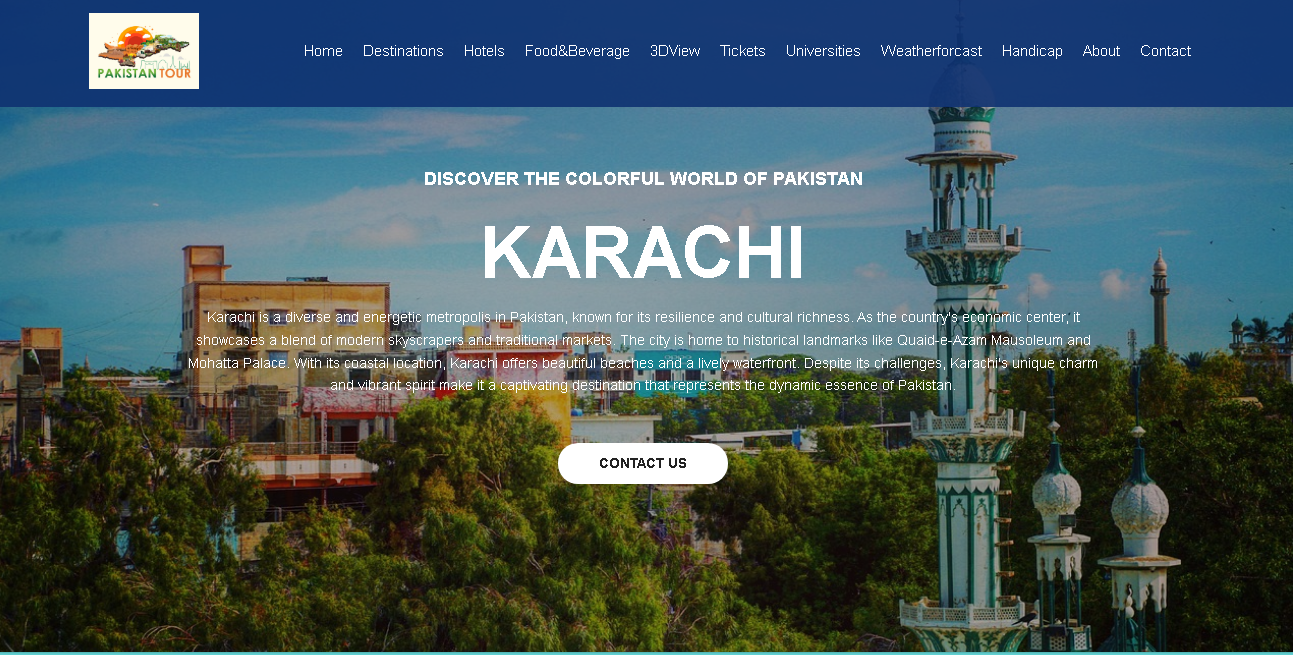 PAKISTAN TOUR
Home Destinations Hotels Food&Beverage 3DView Tickets Universities Weatherforcast Handicap About Contact
DISCOVER THE COLORFUL WORLD OF PAKISTAN
KARACHI
Karachi is a diverse and energetic metropolis in Pakistan, known for its resilience and cultural richness. As the country's economic center, it
showcases a blend of modern skyscrapers and traditional markets. The city is home to historical landmarks like Quaid-e-Azam Mausoleum and
Mohatta Palace. With its coastal location, Karachi offers beautiful beaches and a lively waterfront. Despite its challenges, Karachi's unique charm
and vibrant spirit make it a captivating destination that represents the dynamic essence of Pakistan.
CONTACT US